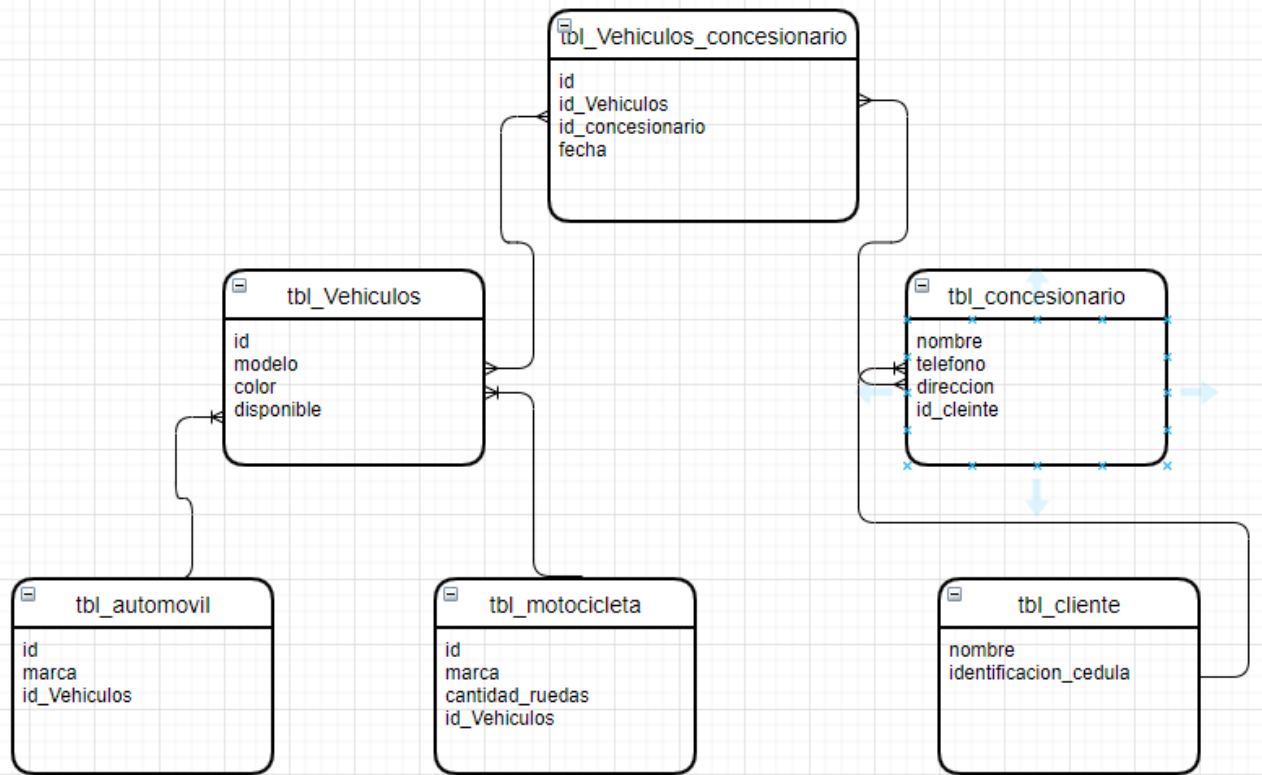 tbl_Vehiculos_concesionario
id
id_Vehiculos
id_concesionario
fecha
tbl_Vehiculos
id
modelo
color
disponible
tbl_concesionario
nombre
telefono
direccion
id_cleinte
tbl_automovil
id
marca
id_Vehiculos
tbl_motocicleta
id
marca
cantidad_ruedas
id_Vehiculos
tbl_cliente
nombre
identificacion_cedula